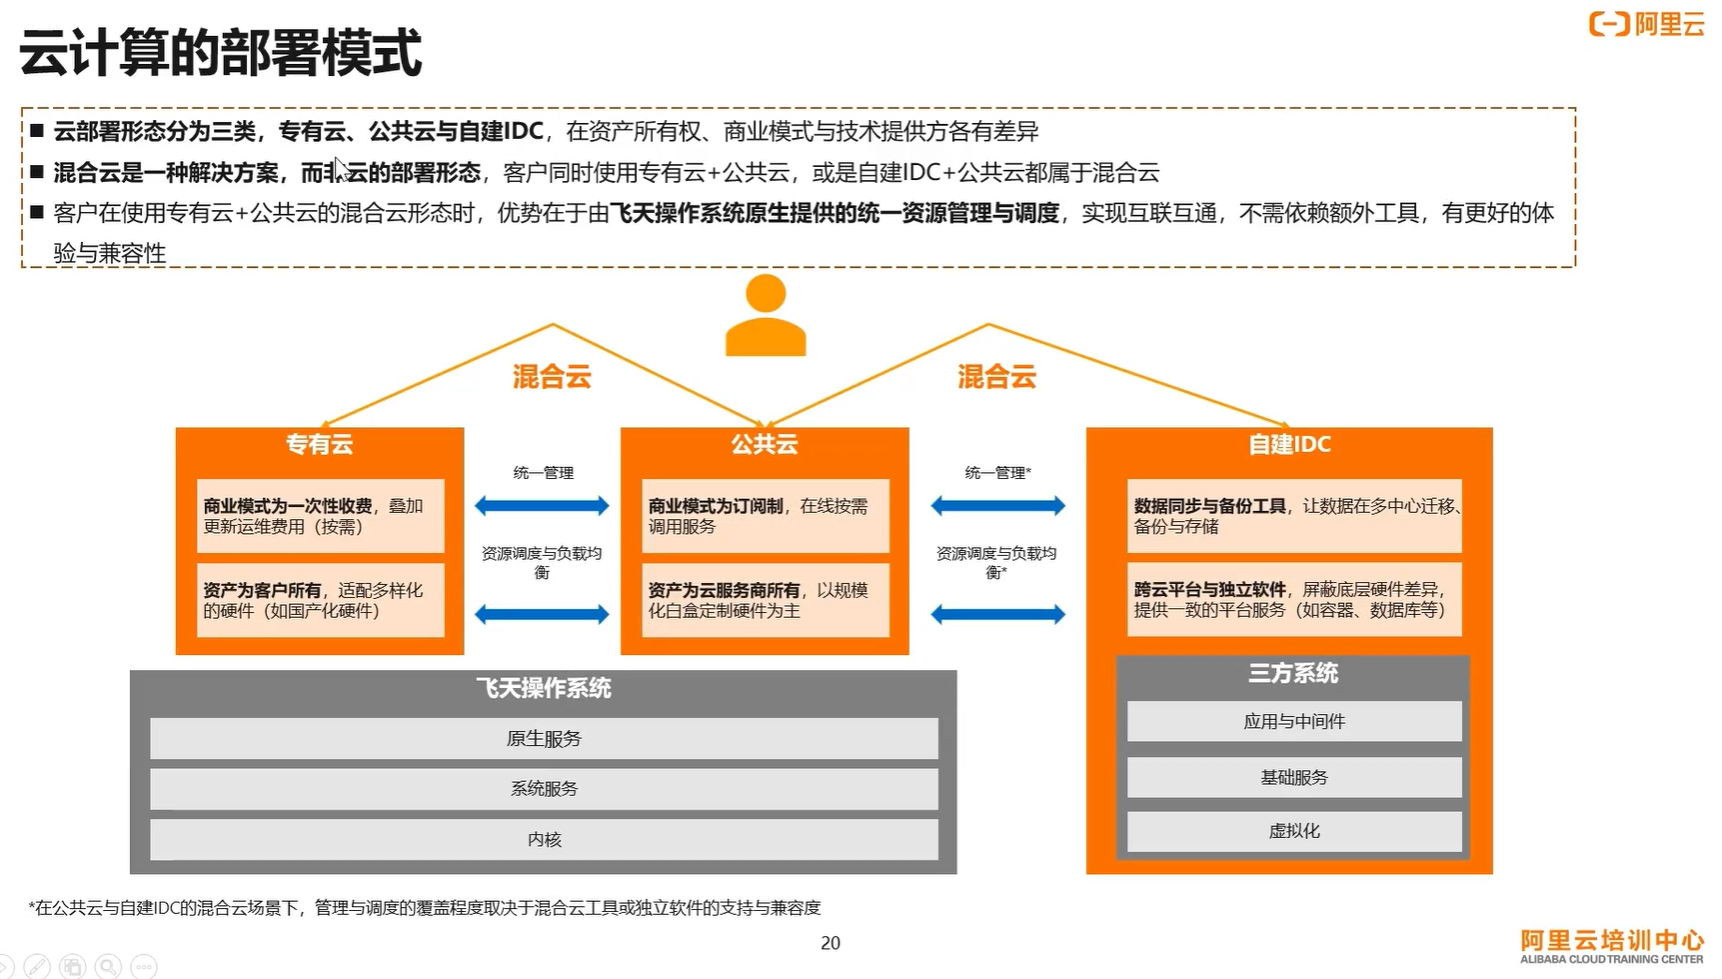 云计算的部署模式
阿里云
云部署形态分为三类，专有云、公共云与自建IDC，在资产所有权、商业模式与技术提供方各有差异
混合云是一种解决方案，而非云的部署形态，客户同时使用专有云+公共云，或是自建IDC+公共云都属于混合云
客户在使用专有云+公共云的混合云形态时，优势在于由飞天操作系统原生提供的统一资源管理与调度，实现互联互通，不需依赖额外工具，有更好的体
验与兼容性
混合云
混合云
专有云
商业模式为一次性收费，叠加
更新运维费用（按需）
资产为客户所有，适配多样化
的硬件（如国产化硬件）
统一管理
资源调度与负载均
衡
公共云
商业模式为订阅制，在线按需
调用服务
资产为云服务商所有，以规模
化白盒定制硬件为主
统一管理*
资源调度与负载均
衡*
自建IDC
数据同步与备份工具，让数据在多中心迁移、
备份与存储
跨云平台与独立软件，屏蔽底层硬件差异，
提供一致的平台服务（如容器、数据库等）
飞天操作系统
原生服务
系统服务
内核
三方系统
应用与中间件
基础服务
虚拟化
*在公共云与自建IDC的混合云场景下，管理与调度的覆盖程度取决于混合云工具或独立软件的支持与兼容度
20
阿里云培训中心
ALIBABA CLOUD TRAINING CENTER